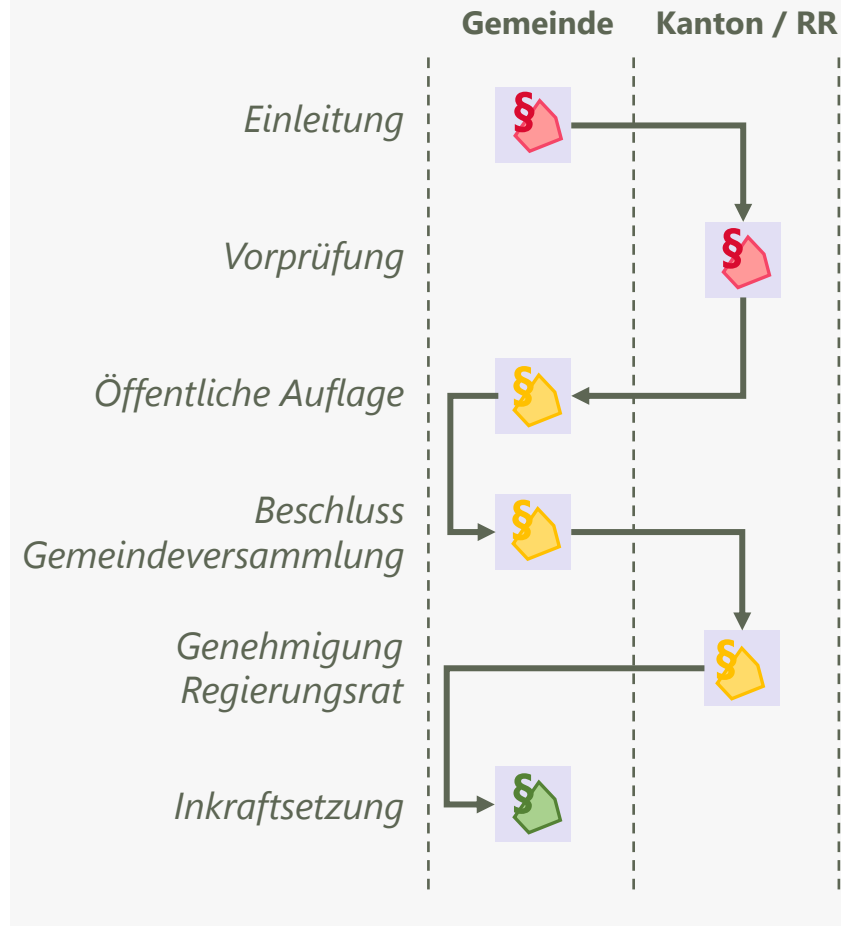 Gemeinde Kanton / RR
Einleitung §
Vorprüfung §
Öffentliche Auflage §
Beschluss
Gemeindeversammlung §
Genehmigung
Regierungsrat §
Inkraftsetzung §